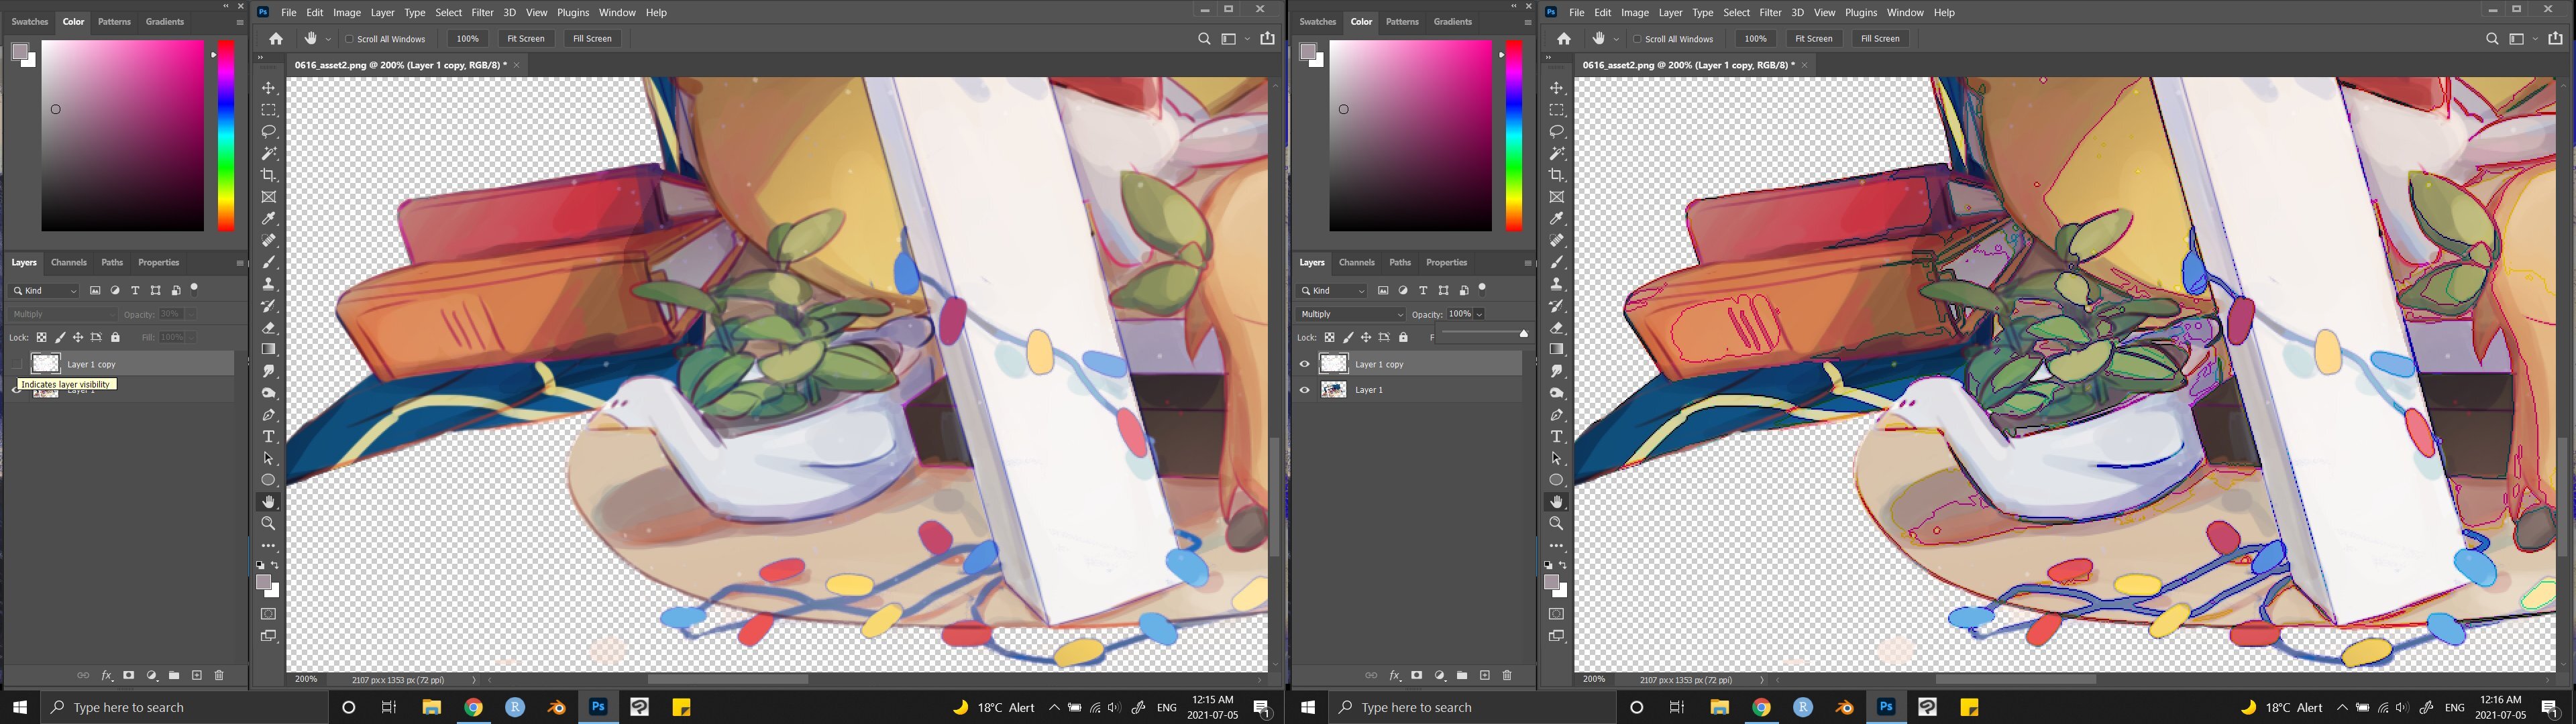 Swatches Color Patterns Gradients
File Edit Image Layer Type Select Filter 3D View Plugins Window Help
Scroll All Windows 100% Fit Screen Fill Screen
0616_asset2.png @ 200% (Layer 1 copy, RGB/8) *
Layers Channels Paths Properties
Kind
Multiply Opacity: 30%
Lock: Fill: 100%
Layer 1 copy
Indicates layer visibility
200% 2107 px x 1353 px (72 ppi)
Type here to search
18°C Alert ENG 12:15 AM
2021-07-05
1
Swatches Color Patterns Gradients
File Edit Image Layer Type Select Filter 3D View Plugins Window Help
Scroll All Windows 100% Fit Screen Fill Screen
0616_asset2.png @ 200% (Layer 1 copy, RGB/8) *
Layers Channels Paths Properties
Kind
Multiply Opacity: 100%
Lock: F
Layer 1 copy
Layer 1
200% 2107 px x 1353 px (72 ppi)
Type here to search
18°C Alert ENG 12:16 AM
2021-07-05
1